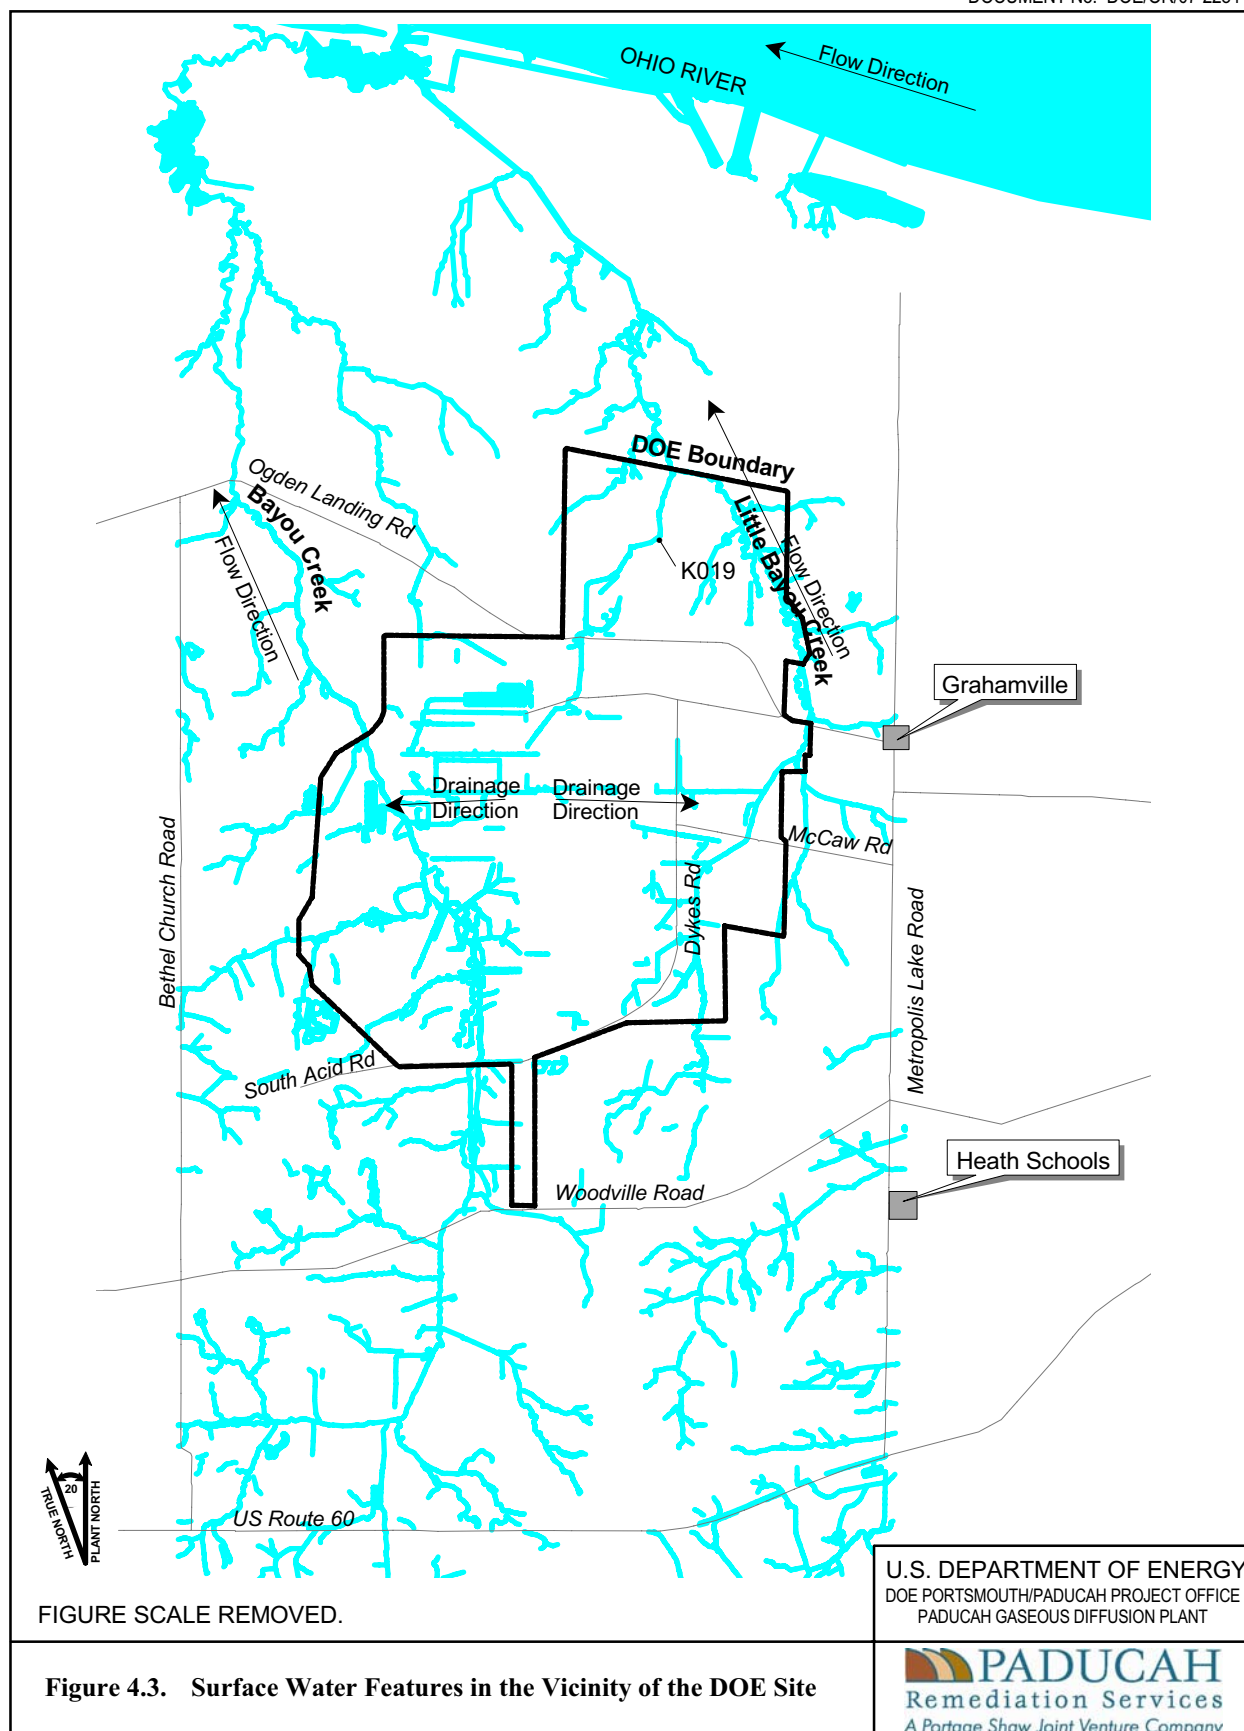 OHIO RIVER
Flow Direction
DOE Boundary
Ogden Landing Rd
Bayou Creek
Flow Direction
Little Bayou Creek
Flow Direction
K019
Grahamville
Drainage
Direction
Drainage
Direction
McCaw Rd
Bethel Church Road
Dykes Rd
Metropolis Lake Road
South Acid Rd
Heath Schools
Woodville Road
20
TRUE NORTH
PLANT NORTH
US Route 60
FIGURE SCALE REMOVED.
U.S. DEPARTMENT OF ENERGY
DOE PORTSMOUTH/PADUCAH PROJECT OFFICE
PADUCAH GASEOUS DIFFUSION PLANT
Figure 4.3. Surface Water Features in the Vicinity of the DOE Site
PADUCAH
Remediation Services
A Portage Shaw Joint Venture Company